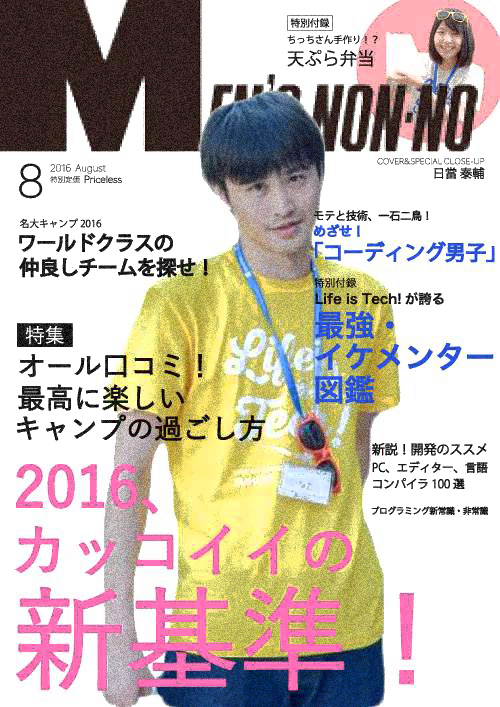 特別付録
ちっちさん手作り！？
天ぷら弁当
MEN'S NON-NO
COVER&SPECIAL CLOSE-UP
日當 泰輔
8
2016 August
特別定価 Priceless
名大キャンプ 2016
ワールドクラスの
仲良しチームを探せ！
モテと技術、一石二鳥！
めざせ！
「コーディング男子」
特別付録
Life is Tech! が誇る
最強・
イケメンター
図鑑
特集
オール口コミ！
最高に楽しい
キャンプの過ごし方
Life is
Tech!
新説！開発のススメ
PC、エディター、言語
コンパイラ 100 選
プログラミング新常識・非常識
2016、
カッコイイの
新基準！